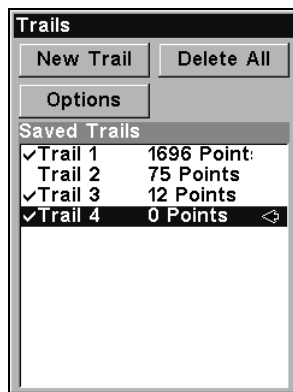 Trails
New Trail Delete All
Options
Saved Trails
✓Trail 1 1696 Point
Trail 2 75 Points
✓Trail 3 12 Points
✓Trail 4 0 Points